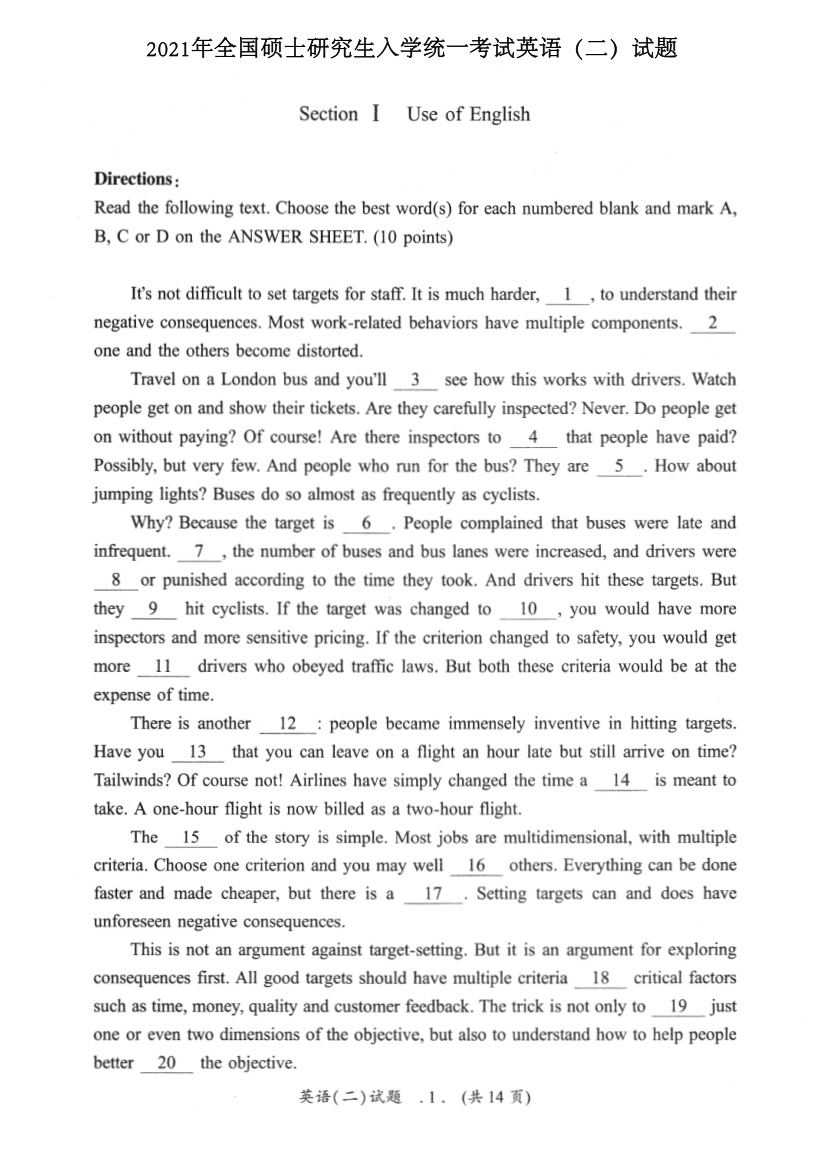 2021年全国硕士研究生入学统一考试英语（二）试题
Section Ⅰ Use of English
Directions:
Read the following text. Choose the best word(s) for each numbered blank and mark A,
B, C or D on the ANSWER SHEET. (10 points)
It's not difficult to set targets for staff. It is much harder, 1 , to understand their
negative consequences. Most work-related behaviors have multiple components. 2
one and the others become distorted.
Travel on a London bus and you'll 3 see how this works with drivers. Watch
people get on and show their tickets. Are they carefully inspected? Never. Do people get
on without paying? Of course! Are there inspectors to 4 that people have paid?
Possibly, but very few. And people who run for the bus? They are 5 . How about
jumping lights? Buses do so almost as frequently as cyclists.
Why? Because the target is 6 . People complained that buses were late and
infrequent. 7 , the number of buses and bus lanes were increased, and drivers were
8 or punished according to the time they took. And drivers hit these targets. But
they 9 hit cyclists. If the target was changed to 10 , you would have more
inspectors and more sensitive pricing. If the criterion changed to safety, you would get
more 11 drivers who obeyed traffic laws. But both these criteria would be at the
expense of time.
There is another 12 : people became immensely inventive in hitting targets.
Have you 13 that you can leave on a flight an hour late but still arrive on time?
Tailwinds? Of course not! Airlines have simply changed the time a 14 is meant to
take. A one-hour flight is now billed as a two-hour flight.
The 15 of the story is simple. Most jobs are multidimensional, with multiple
criteria. Choose one criterion and you may well 16 others. Everything can be done
faster and made cheaper, but there is a 17 . Setting targets can and does have
unforeseen negative consequences.
This is not an argument against target-setting. But it is an argument for exploring
consequences first. All good targets should have multiple criteria 18 critical factors
such as time, money, quality and customer feedback. The trick is not only to 19 just
one or even two dimensions of the objective, but also to understand how to help people
better 20 the objective.
英语(二)试题 .1. (共14页)